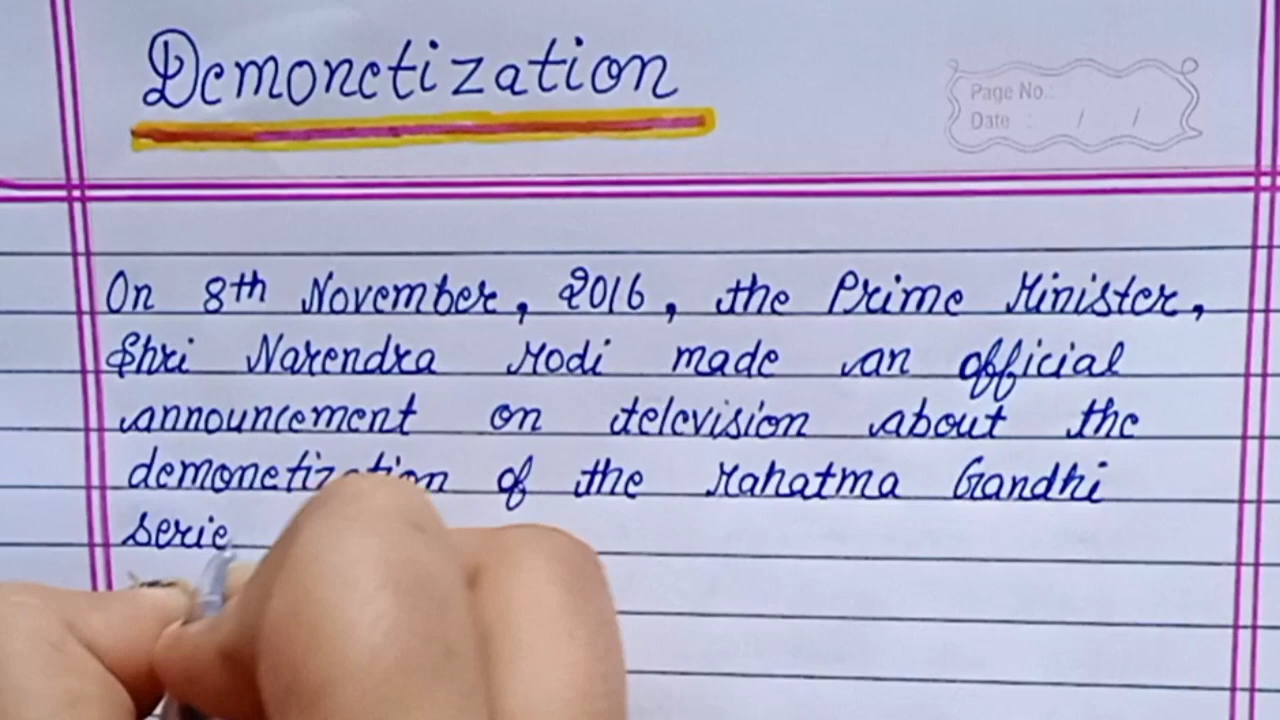 Demonetization
Page No.:
Date : / /
On 8th November, 2016, the Prime Minister,
Shri Narendra Modi made an official
announcement on television about the
demonetization of the Mahatma Gandhi
serie